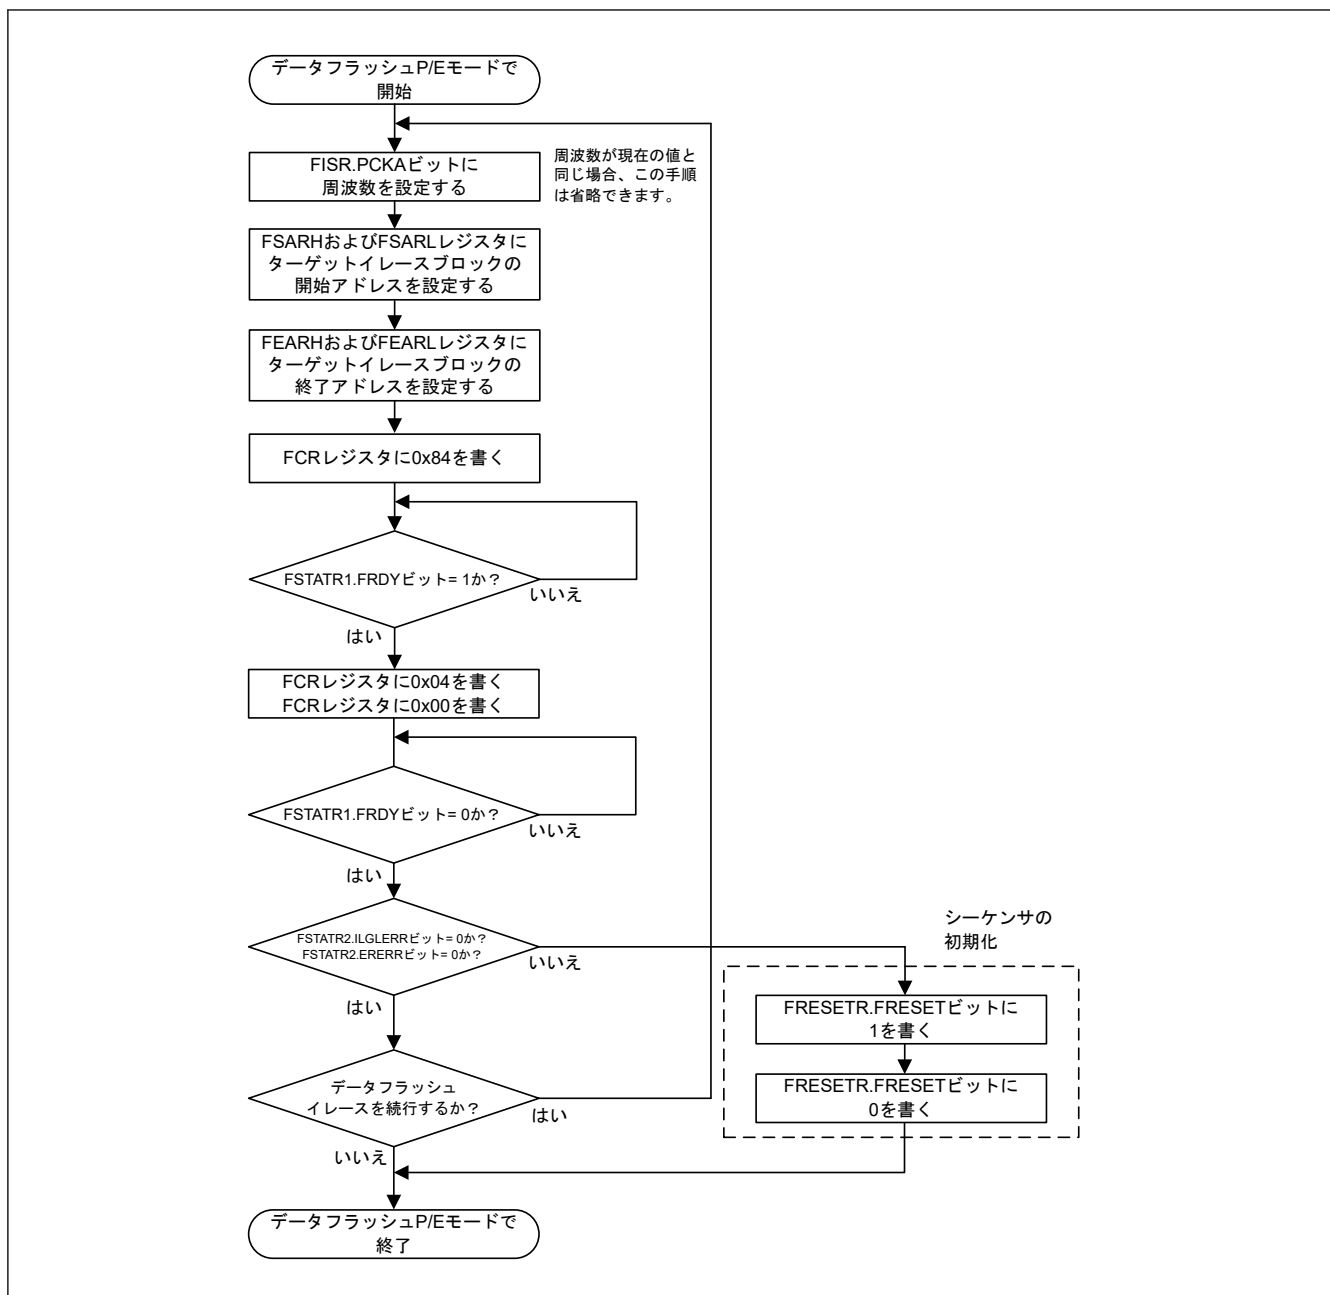 データフラッシュP/Eモードで
開始
FISR.PCKAビットに
周波数を設定する
周波数が現在の値と
同じ場合、この手順
は省略できます。
FSARHおよびFSARLレジスタに
ターゲットイレースブロックの
開始アドレスを設定する
FEARHおよびFEARLレジスタに
ターゲットイレースブロックの
終了アドレスを設定する
FCRレジスタに0x84を書く
FSTATR1.FRDYビット= 1か？
いいえ
はい
FCRレジスタに0x04を書く
FCRレジスタに0x00を書く
FSTATR1.FRDYビット= 0か？
いいえ
はい
FSTATR2.ILGLERRビット= 0か？
FSTATR2.ERERRビット= 0か？
いいえ
はい
シーケンサの
初期化
FRESETR.FRESETビットに
1を書く
FRESETR.FRESETビットに
0を書く
データフラッシュ
イレースを続行するか？
はい
いいえ
データフラッシュP/Eモードで
終了